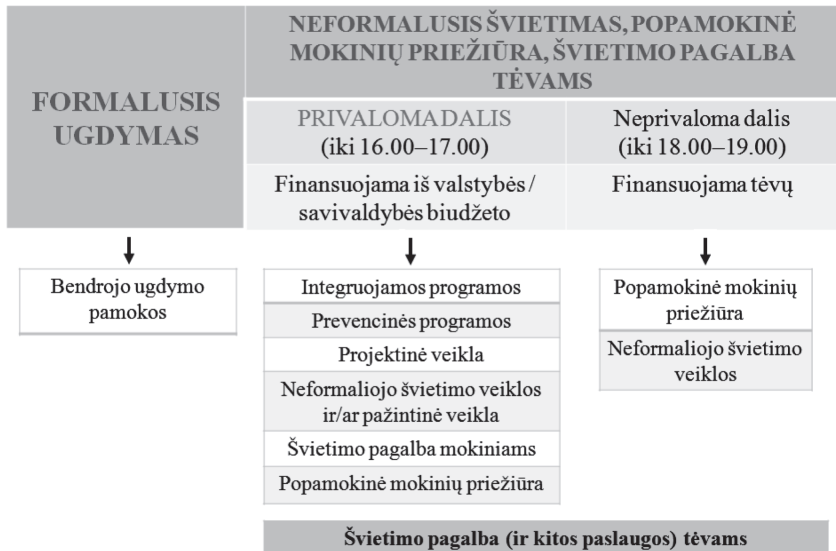 FORMALUSIS
UGDYMAS
NEFORMALUSIS ŠVIETIMAS, POPAMOKINĖ
MOKINIŲ PRIEŽIŪRA, ŠVIETIMO PAGALBA
TĖVAMS
PRIVALOMA DALIS
(iki 16.00–17.00)
Neprivaloma dalis
(iki 18.00–19.00)
Finansuojama iš valstybės /
savivaldybės biudžeto
Finansuojama tėvų
Bendrojo ugdymo
pamokos
Integruojamos programos
Prevencinės programos
Projektinė veikla
Neformaliojo švietimo veiklos
ir/ar pažintinė veikla
Švietimo pagalba mokiniams
Popamokinė mokinių priežiūra
Popamokinė mokinių
priežiūra
Neformaliojo švietimo
veiklos
Švietimo pagalba (ir kitos paslaugos) tėvams